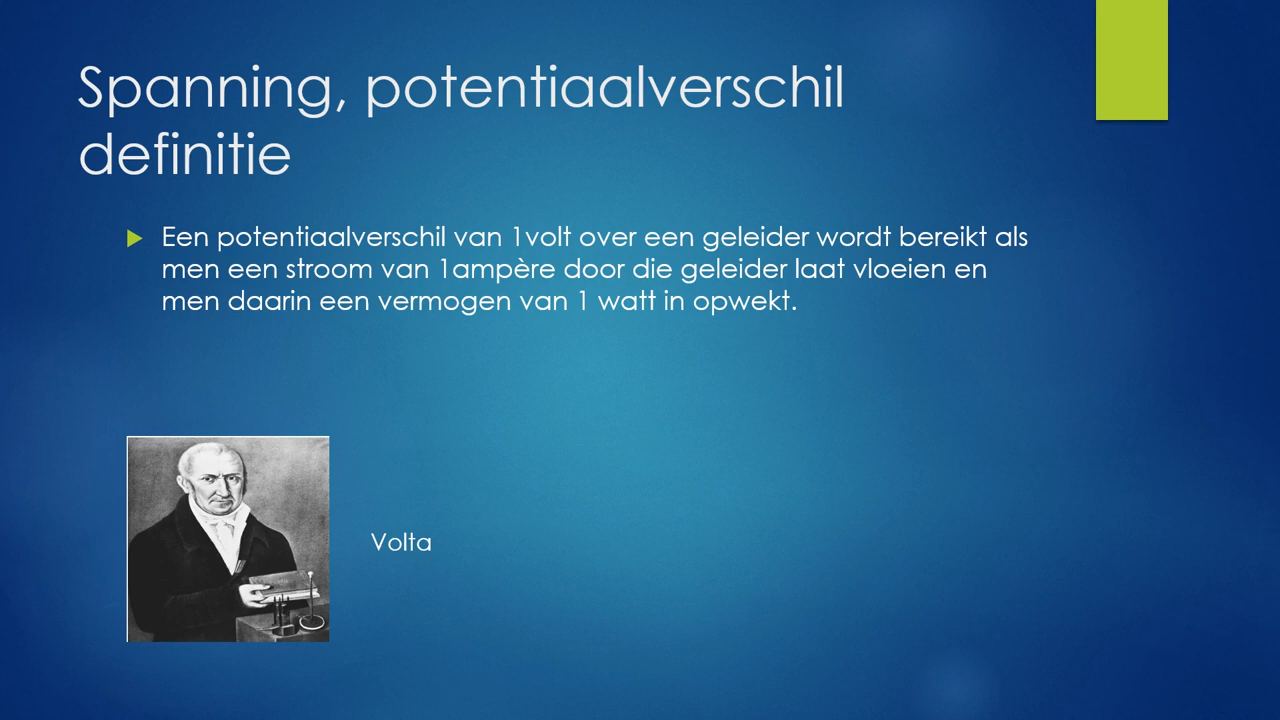 Spanning, potentiaalverschil
definitie
Een potentiaalverschil van 1volt over een geleider wordt bereikt als
men een stroom van 1ampère door die geleider laat vloeien en
men daarin een vermogen van 1 watt in opwekt.
Volta